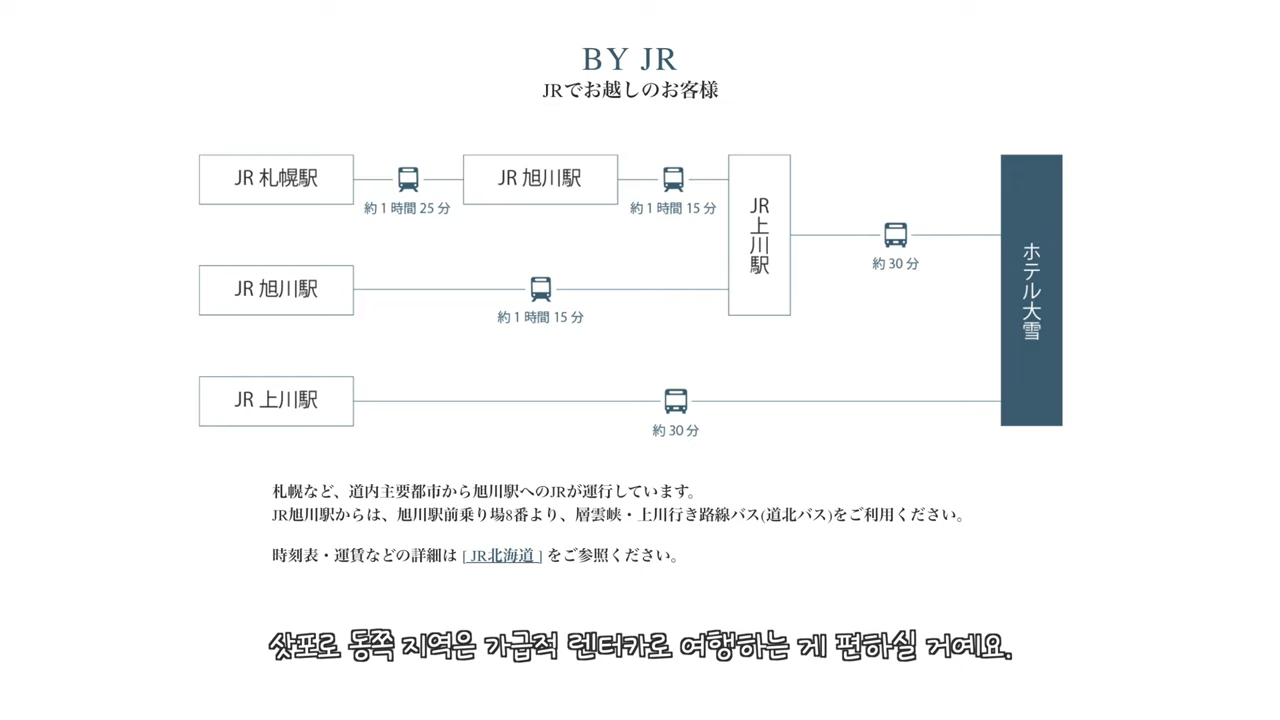 BY JR
JRでお越しのお客様
JR 札幌駅
約 1 時間 25 分
JR 旭川駅
約 1 時間 15 分
JR上川駅
約 30 分
ホテル大雪
JR 旭川駅
約 1 時間 15 分
JR 上川駅
約 30 分
札幌など、道内主要都市から旭川駅へのJRが運行しています。
JR旭川駅からは、旭川駅前乗り場8番より、層雲峡・上川行き路線バス(道北バス)をご利用ください。
時刻表・運賃などの詳細は [ JR北海道 ] をご参照ください。
삿포로 동쪽 지역은 가급적 렌터카로 여행하는 게 편하실 거예요.